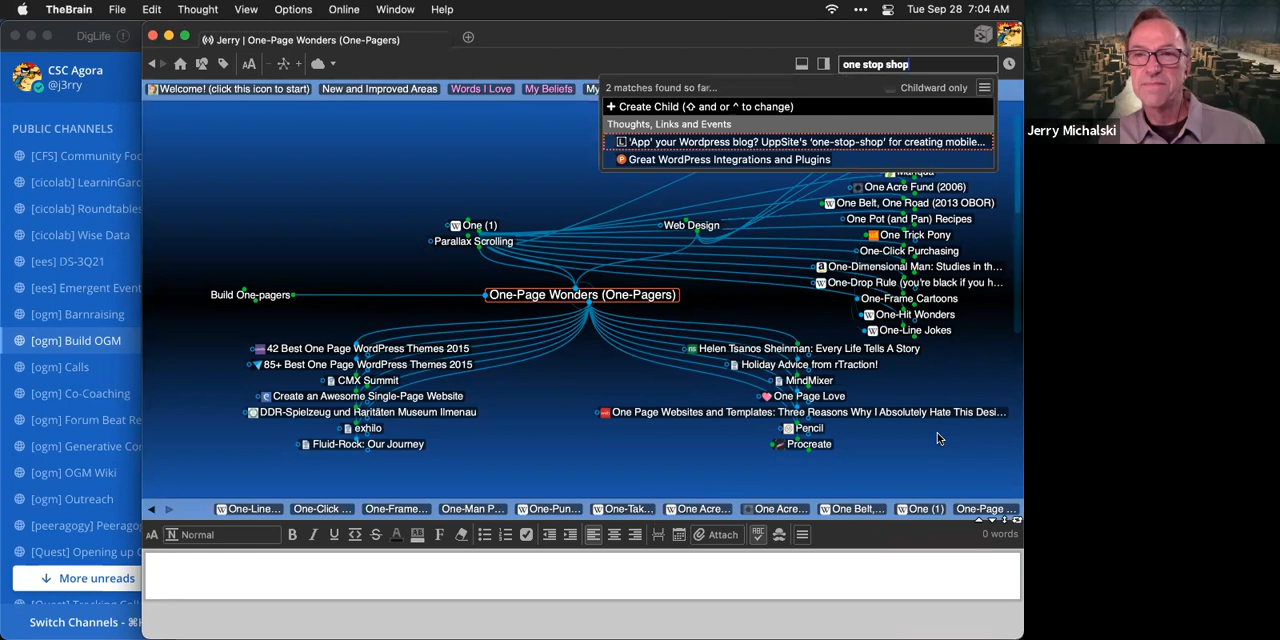 TheBrain File Edit Thought View Options Online Window Help
Tue Sep 28 7:04 AM
DigLife
CSC Agora
@j3rry
PUBLIC CHANNELS
[CFS] Community Foo
[cicolab] LearninGard
[cicolab] Roundtables
[cicolab] Wise Data
[ees] DS-3Q21
[ees] Emergent Event
[ogm] Barnraising
[ogm] Build OGM
[ogm] Calls
[ogm] Co-Coaching
[ogm] Forum Beat Re
[ogm] Generative Co
[ogm] OGM Wiki
[ogm] Outreach
[peeragogy] Peerago
[Quest] Opening up
More unreads
[Quest] Tracking Coll
Switch Channels - ⌘
Jerry | One-Page Wonders (One-Pagers)
one stop shop
Welcome! (click this icon to start) New and Improved Areas Words I Love My Beliefs My
2 matches found so far...
Childward only
+ Create Child (⇧ and or ^ to change)
Thoughts, Links and Events
'App' your Wordpress blog? UppSite's 'one-stop-shop' for creating mobile...
Great WordPress Integrations and Plugins
One Acre Fund (2006)
One Belt, One Road (2013 OBOR)
One Pot (and Pan) Recipes
One Trick Pony
One-Click Purchasing
One-Dimensional Man: Studies in th...
One-Drop Rule (you're black if you h...
One-Frame Cartoons
One-Hit Wonders
One-Line Jokes
One (1)
Parallax Scrolling
Web Design
Build One-pagers
One-Page Wonders (One-Pagers)
42 Best One Page WordPress Themes 2015
85+ Best One Page WordPress Themes 2015
CMX Summit
Create an Awesome Single-Page Website
DDR-Spielzeug und Raritäten Museum Ilmenau
exhilo
Fluid-Rock: Our Journey
Helen Tsanos Sheinman: Every Life Tells A Story
Holiday Advice from rTraction!
MindMixer
One Page Love
One Page Websites and Templates: Three Reasons Why I Absolutely Hate This Desi...
Pencil
Procreate
One-Line... One-Click ... One-Frame... One-Man P... One-Pun... One-Tak... One Acre... One Acre... One Belt,... One (1) One-Page ...
Normal
Attach
0 words
Jerry Michalski